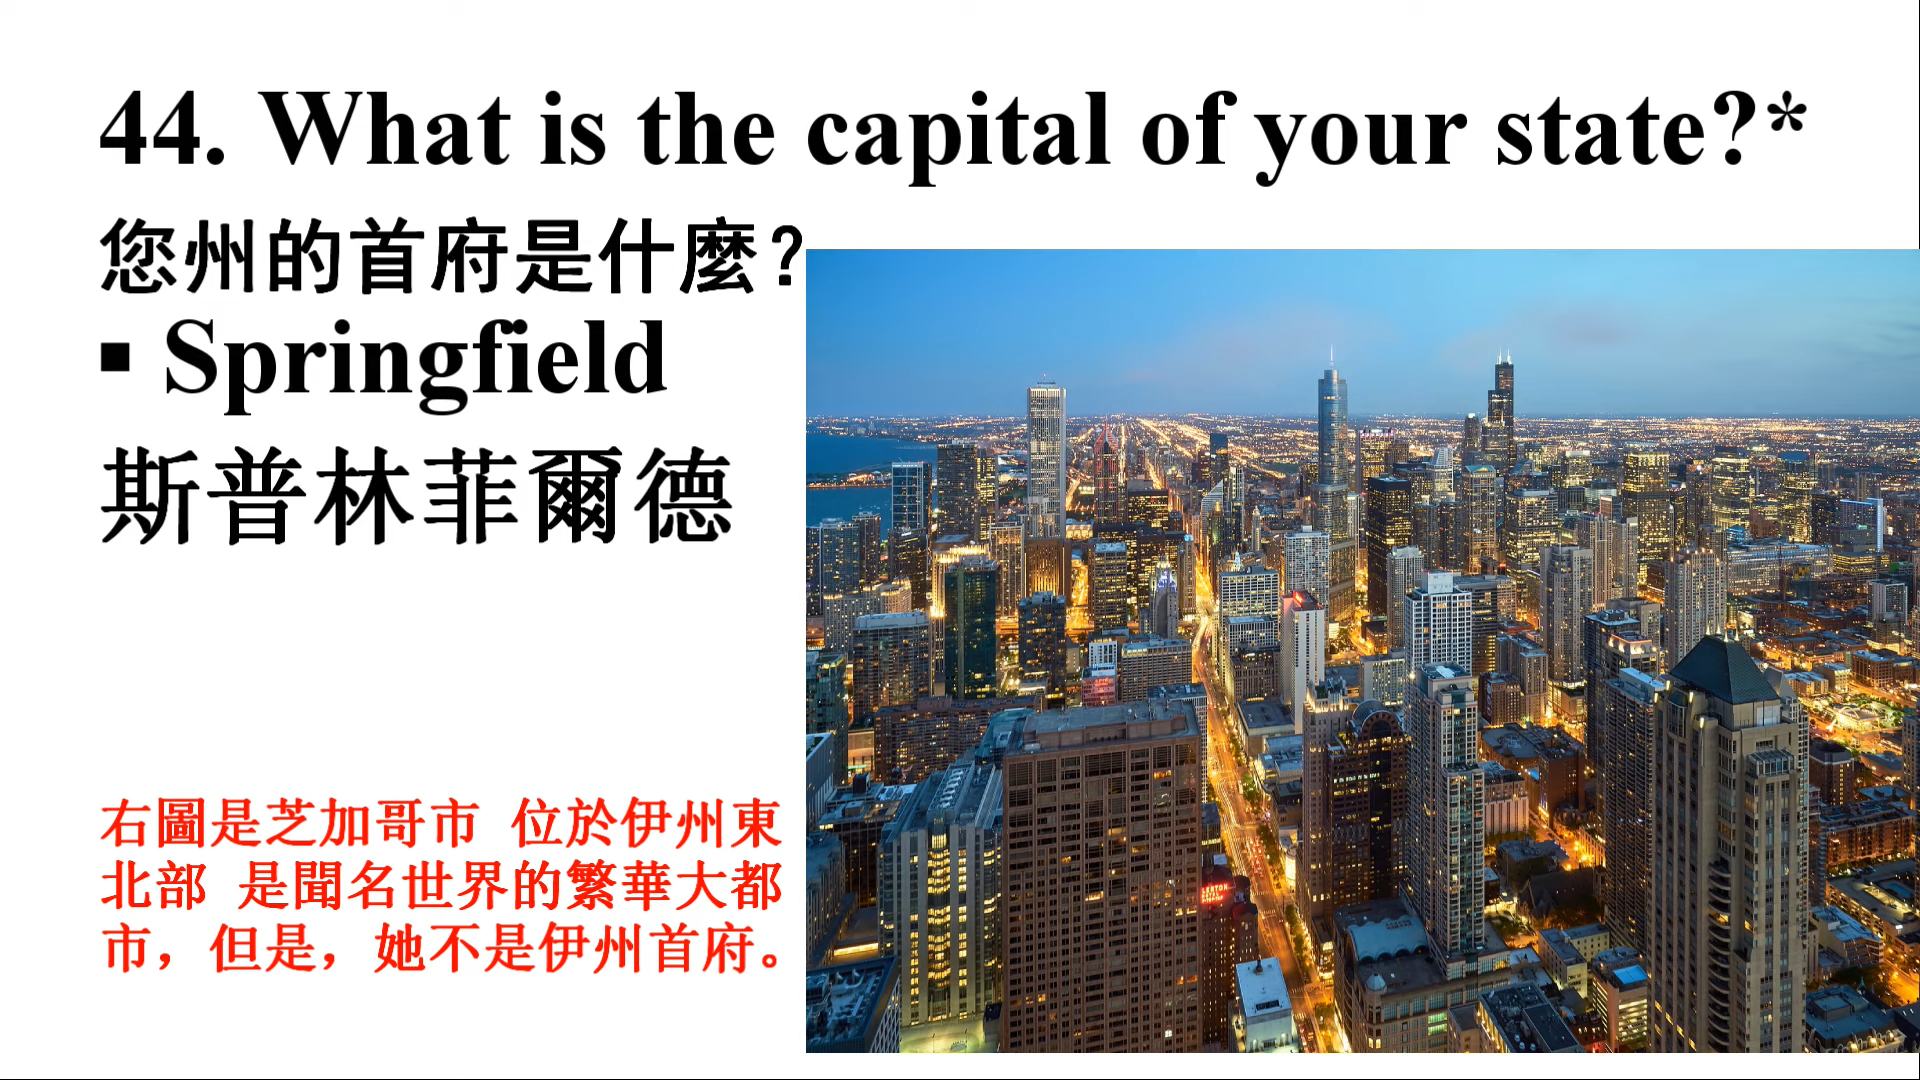 44. What is the capital of your state?*
您州的首府是什麼？
▪ Springfield
斯普林菲爾德
右圖是芝加哥市 位於伊州東
北部 是聞名世界的繁華大都
市，但是，她不是伊州首府。